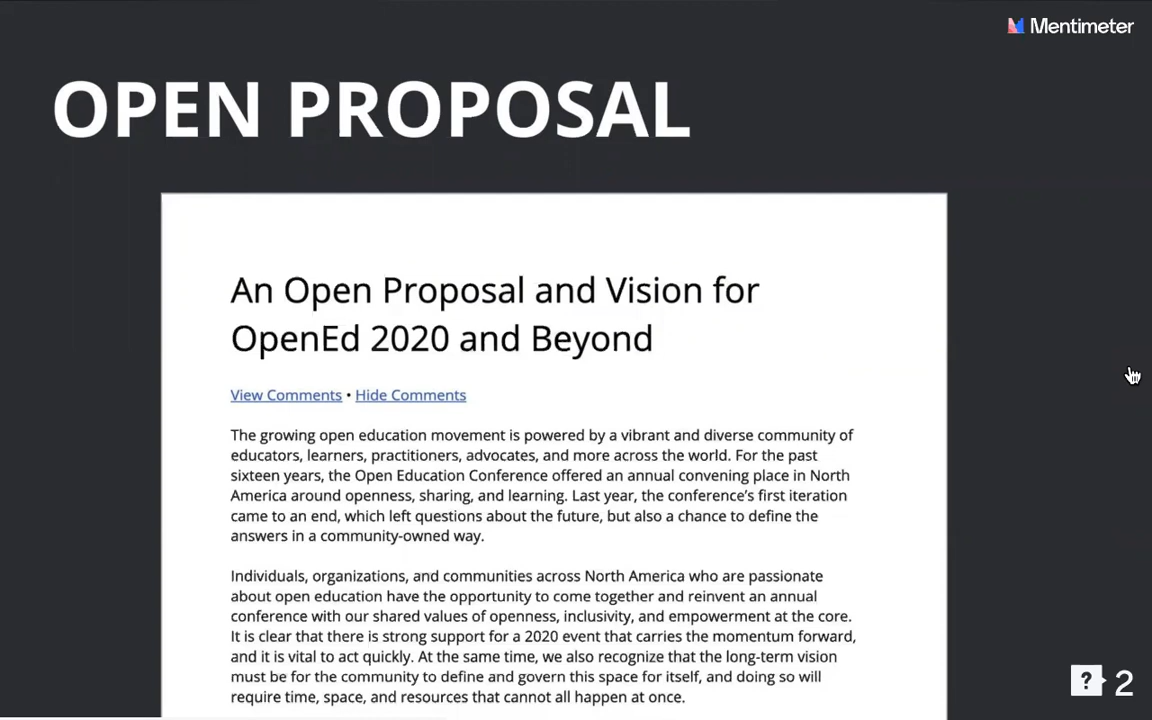 Mentimeter
OPEN PROPOSAL
An Open Proposal and Vision for
OpenEd 2020 and Beyond
View Comments • Hide Comments
The growing open education movement is powered by a vibrant and diverse community of
educators, learners, practitioners, advocates, and more across the world. For the past
sixteen years, the Open Education Conference offered an annual convening place in North
America around openness, sharing, and learning. Last year, the conference's first iteration
came to an end, which left questions about the future, but also a chance to define the
answers in a community-owned way.
Individuals, organizations, and communities across North America who are passionate
about open education have the opportunity to come together and reinvent an annual
conference with our shared values of openness, inclusivity, and empowerment at the core.
It is clear that there is strong support for a 2020 event that carries the momentum forward,
and it is vital to act quickly. At the same time, we also recognize that the long-term vision
must be for the community to define and govern this space for itself, and doing so will
require time, space, and resources that cannot all happen at once.
? 2